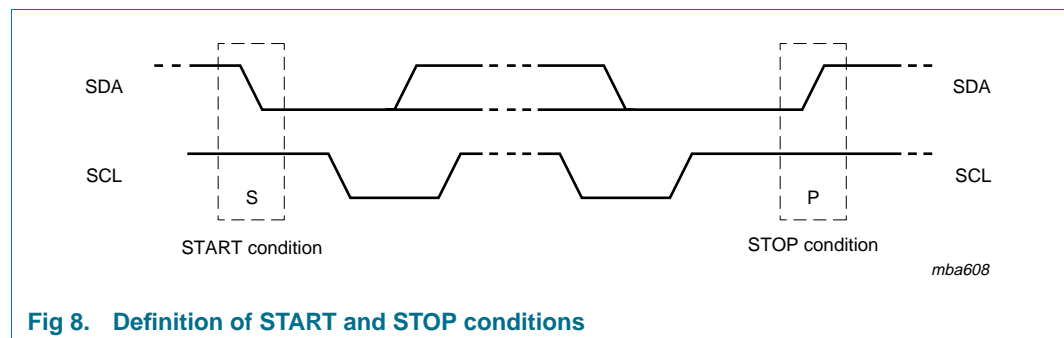 SDA
SDA
SCL
SCL
S
P
START condition
STOP condition
mba608
Fig 8. Definition of START and STOP conditions